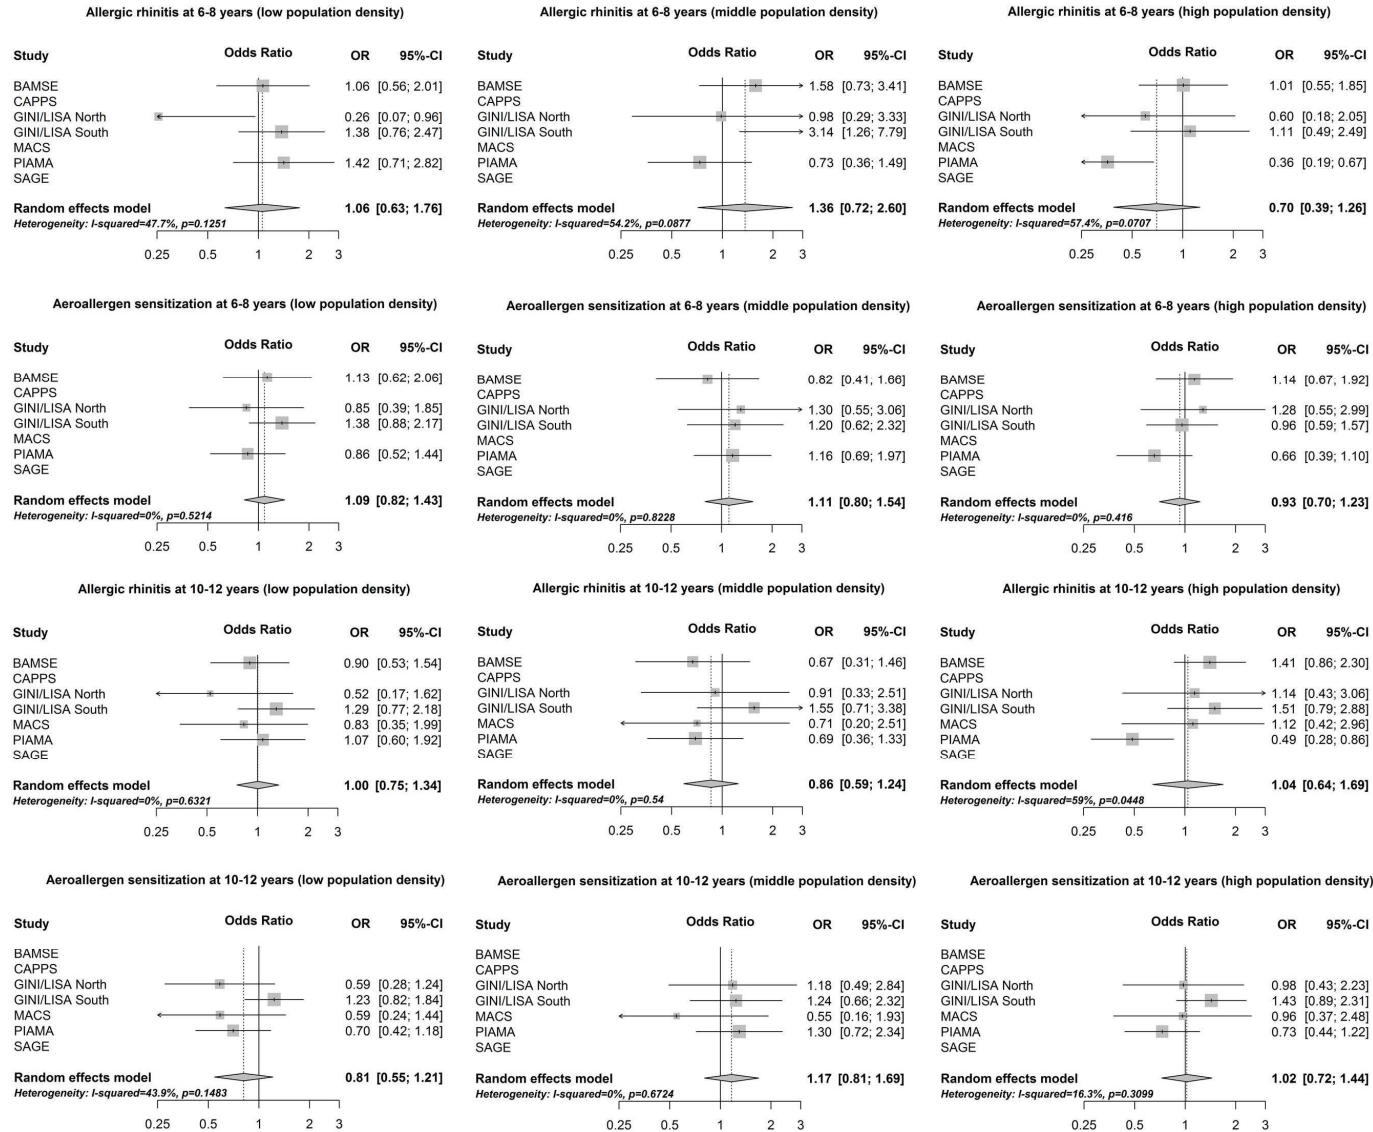 Allergic rhinitis at 6-8 years (low population density)
Study Odds Ratio OR 95%-CI
BAMSE 1.06 [0.56; 2.01]
CAPPS
GINI/LISA North 0.26 [0.07; 0.96]
GINI/LISA South 1.38 [0.76; 2.47]
MACS
PIAMA 1.42 [0.71; 2.82]
SAGE
Random effects model 1.06 [0.63; 1.76]
Heterogeneity: I-squared=47.7%, p=0.1251
0.25 0.5 1 2 3
Allergic rhinitis at 6-8 years (middle population density)
Study Odds Ratio OR 95%-CI
BAMSE 1.58 [0.73; 3.41]
CAPPS
GINI/LISA North 0.98 [0.29; 3.33]
GINI/LISA South 3.14 [1.26; 7.79]
MACS
PIAMA 0.73 [0.36; 1.49]
SAGE
Random effects model 1.36 [0.72; 2.60]
Heterogeneity: I-squared=54.2%, p=0.0877
0.25 0.5 1 2 3
Allergic rhinitis at 6-8 years (high population density)
Study Odds Ratio OR 95%-CI
BAMSE 1.01 [0.55; 1.85]
CAPPS
GINI/LISA North 0.60 [0.18; 2.05]
GINI/LISA South 1.11 [0.49; 2.49]
MACS
PIAMA 0.36 [0.19; 0.67]
SAGE
Random effects model 0.70 [0.39; 1.26]
Heterogeneity: I-squared=57.4%, p=0.0707
0.25 0.5 1 2 3
Aeroallergen sensitization at 6-8 years (low population density)
Study Odds Ratio OR 95%-CI
BAMSE 1.13 [0.62; 2.06]
CAPPS
GINI/LISA North 0.85 [0.39; 1.85]
GINI/LISA South 1.38 [0.88; 2.17]
MACS
PIAMA 0.86 [0.52; 1.44]
SAGE
Random effects model 1.09 [0.82; 1.43]
Heterogeneity: I-squared=0%, p=0.5214
0.25 0.5 1 2 3
Aeroallergen sensitization at 6-8 years (middle population density)
Study Odds Ratio OR 95%-CI
BAMSE 0.82 [0.41; 1.66]
CAPPS
GINI/LISA North 1.30 [0.55; 3.06]
GINI/LISA South 1.20 [0.62; 2.32]
MACS
PIAMA 1.16 [0.69; 1.97]
SAGE
Random effects model 1.11 [0.80; 1.54]
Heterogeneity: I-squared=0%, p=0.8228
0.25 0.5 1 2 3
Aeroallergen sensitization at 6-8 years (high population density)
Study Odds Ratio OR 95%-CI
BAMSE 1.14 [0.67; 1.92]
CAPPS
GINI/LISA North 1.28 [0.55; 2.99]
GINI/LISA South 0.96 [0.59; 1.57]
MACS
PIAMA 0.66 [0.39; 1.10]
SAGE
Random effects model 0.93 [0.70; 1.23]
Heterogeneity: I-squared=0%, p=0.416
0.25 0.5 1 2 3
Allergic rhinitis at 10-12 years (low population density)
Study Odds Ratio OR 95%-CI
BAMSE 0.90 [0.53; 1.54]
CAPPS
GINI/LISA North 0.52 [0.17; 1.62]
GINI/LISA South 1.29 [0.77; 2.18]
MACS 0.83 [0.35; 1.99]
PIAMA 1.07 [0.60; 1.92]
SAGE
Random effects model 1.00 [0.75; 1.34]
Heterogeneity: I-squared=0%, p=0.6321
0.25 0.5 1 2 3
Allergic rhinitis at 10-12 years (middle population density)
Study Odds Ratio OR 95%-CI
BAMSE 0.67 [0.31; 1.46]
CAPPS
GINI/LISA North 0.91 [0.33; 2.51]
GINI/LISA South 1.55 [0.71; 3.38]
MACS 0.71 [0.20; 2.51]
PIAMA 0.69 [0.36; 1.33]
SAGE
Random effects model 0.86 [0.59; 1.24]
Heterogeneity: I-squared=0%, p=0.54
0.25 0.5 1 2 3
Allergic rhinitis at 10-12 years (high population density)
Study Odds Ratio OR 95%-CI
BAMSE 1.41 [0.86; 2.30]
CAPPS
GINI/LISA North 1.14 [0.43; 3.06]
GINI/LISA South 1.51 [0.79; 2.88]
MACS 1.12 [0.42; 2.96]
PIAMA 0.49 [0.28; 0.86]
SAGE
Random effects model 1.04 [0.64; 1.69]
Heterogeneity: I-squared=59%, p=0.0448
0.25 0.5 1 2 3
Aeroallergen sensitization at 10-12 years (low population density)
Study Odds Ratio OR 95%-CI
BAMSE
CAPPS
GINI/LISA North 0.59 [0.28; 1.24]
GINI/LISA South 1.23 [0.82; 1.84]
MACS 0.59 [0.24; 1.44]
PIAMA 0.70 [0.42; 1.18]
SAGE
Random effects model 0.81 [0.55; 1.21]
Heterogeneity: I-squared=43.9%, p=0.1483
0.25 0.5 1 2 3
Aeroallergen sensitization at 10-12 years (middle population density)
Study Odds Ratio OR 95%-CI
BAMSE
CAPPS
GINI/LISA North 1.18 [0.49; 2.84]
GINI/LISA South 1.24 [0.66; 2.32]
MACS 0.55 [0.16; 1.93]
PIAMA 1.30 [0.72; 2.34]
SAGE
Random effects model 1.17 [0.81; 1.69]
Heterogeneity: I-squared=0%, p=0.6724
0.25 0.5 1 2 3
Aeroallergen sensitization at 10-12 years (high population density)
Study Odds Ratio OR 95%-CI
BAMSE
CAPPS
GINI/LISA North 0.98 [0.43; 2.23]
GINI/LISA South 1.43 [0.89; 2.31]
MACS 0.96 [0.37; 2.48]
PIAMA 0.73 [0.44; 1.22]
SAGE
Random effects model 1.02 [0.72; 1.44]
Heterogeneity: I-squared=16.3%, p=0.3099
0.25 0.5 1 2 3